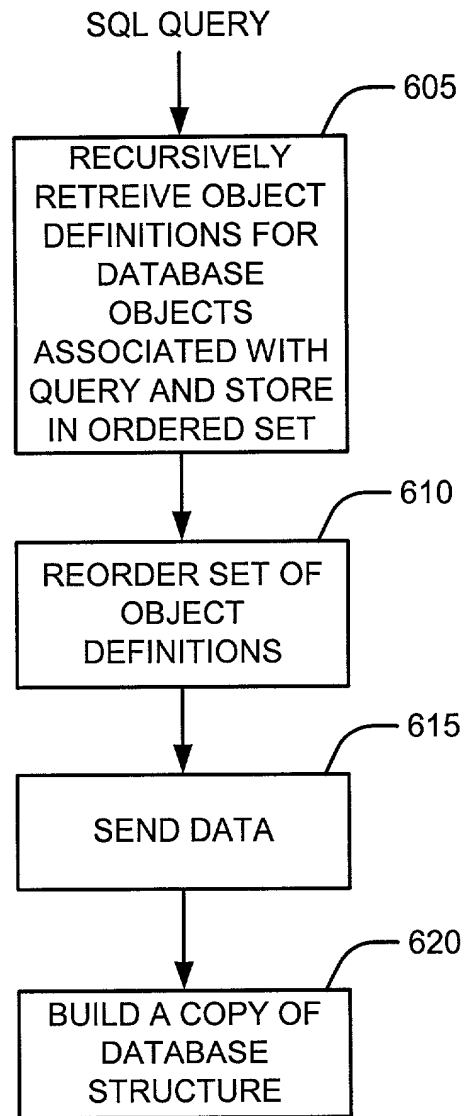 SQL QUERY
605
RECURSIVELY
RETREIVE OBJECT
DEFINITIONS FOR
DATABASE
OBJECTS
ASSOCIATED WITH
QUERY AND STORE
IN ORDERED SET
610
REORDER SET OF
OBJECT
DEFINITIONS
615
SEND DATA
620
BUILD A COPY OF
DATABASE
STRUCTURE